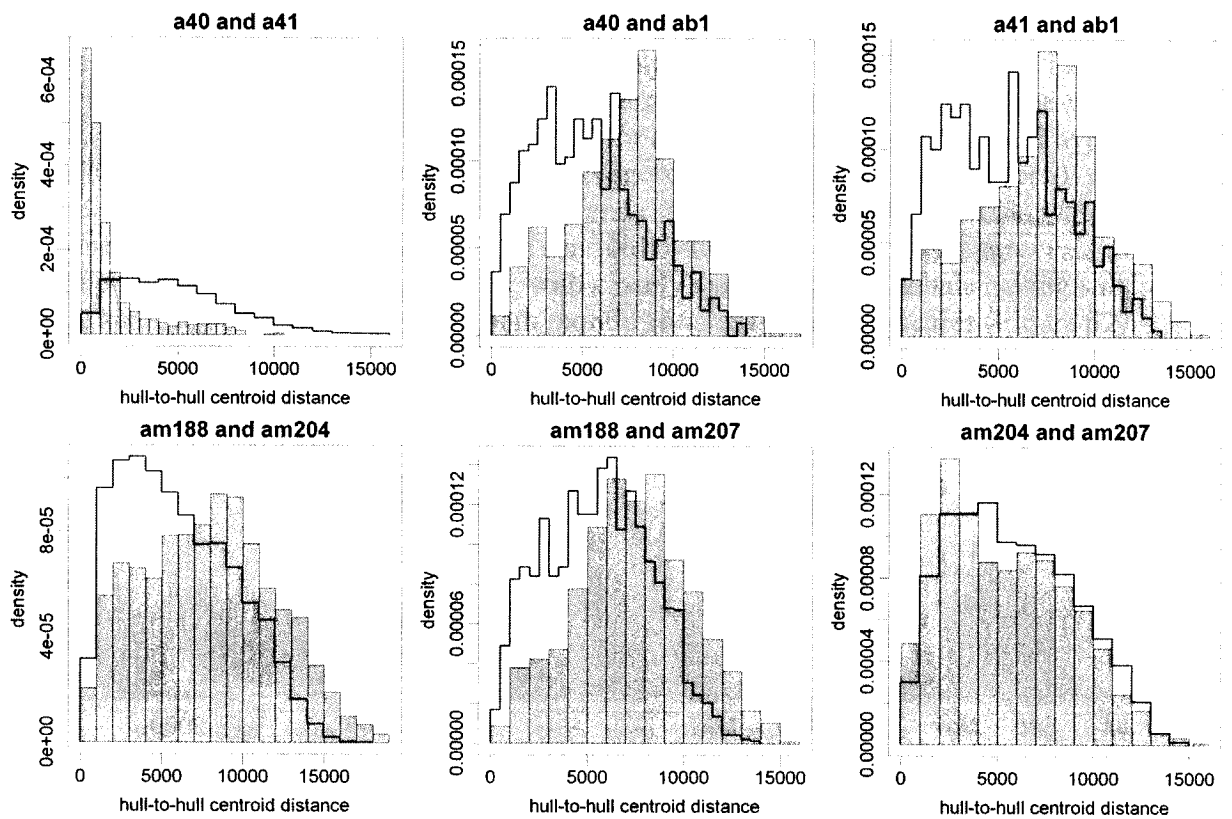 a40 and a41
density
0e+00 2e-04 4e-04 6e-04
0 5000 10000 15000
hull-to-hull centroid distance
a40 and ab1
density
0.00000 0.00005 0.00010 0.00015
0 5000 10000 15000
hull-to-hull centroid distance
a41 and ab1
density
0.00000 0.00005 0.00010 0.00015
0 5000 10000 15000
hull-to-hull centroid distance
am188 and am204
density
0e+00 4e-05 8e-05
0 5000 10000 15000
hull-to-hull centroid distance
am188 and am207
density
0.00000 0.00006 0.00012
0 5000 10000 15000
hull-to-hull centroid distance
am204 and am207
density
0.00000 0.00004 0.00008 0.00012
0 5000 10000 15000
hull-to-hull centroid distance